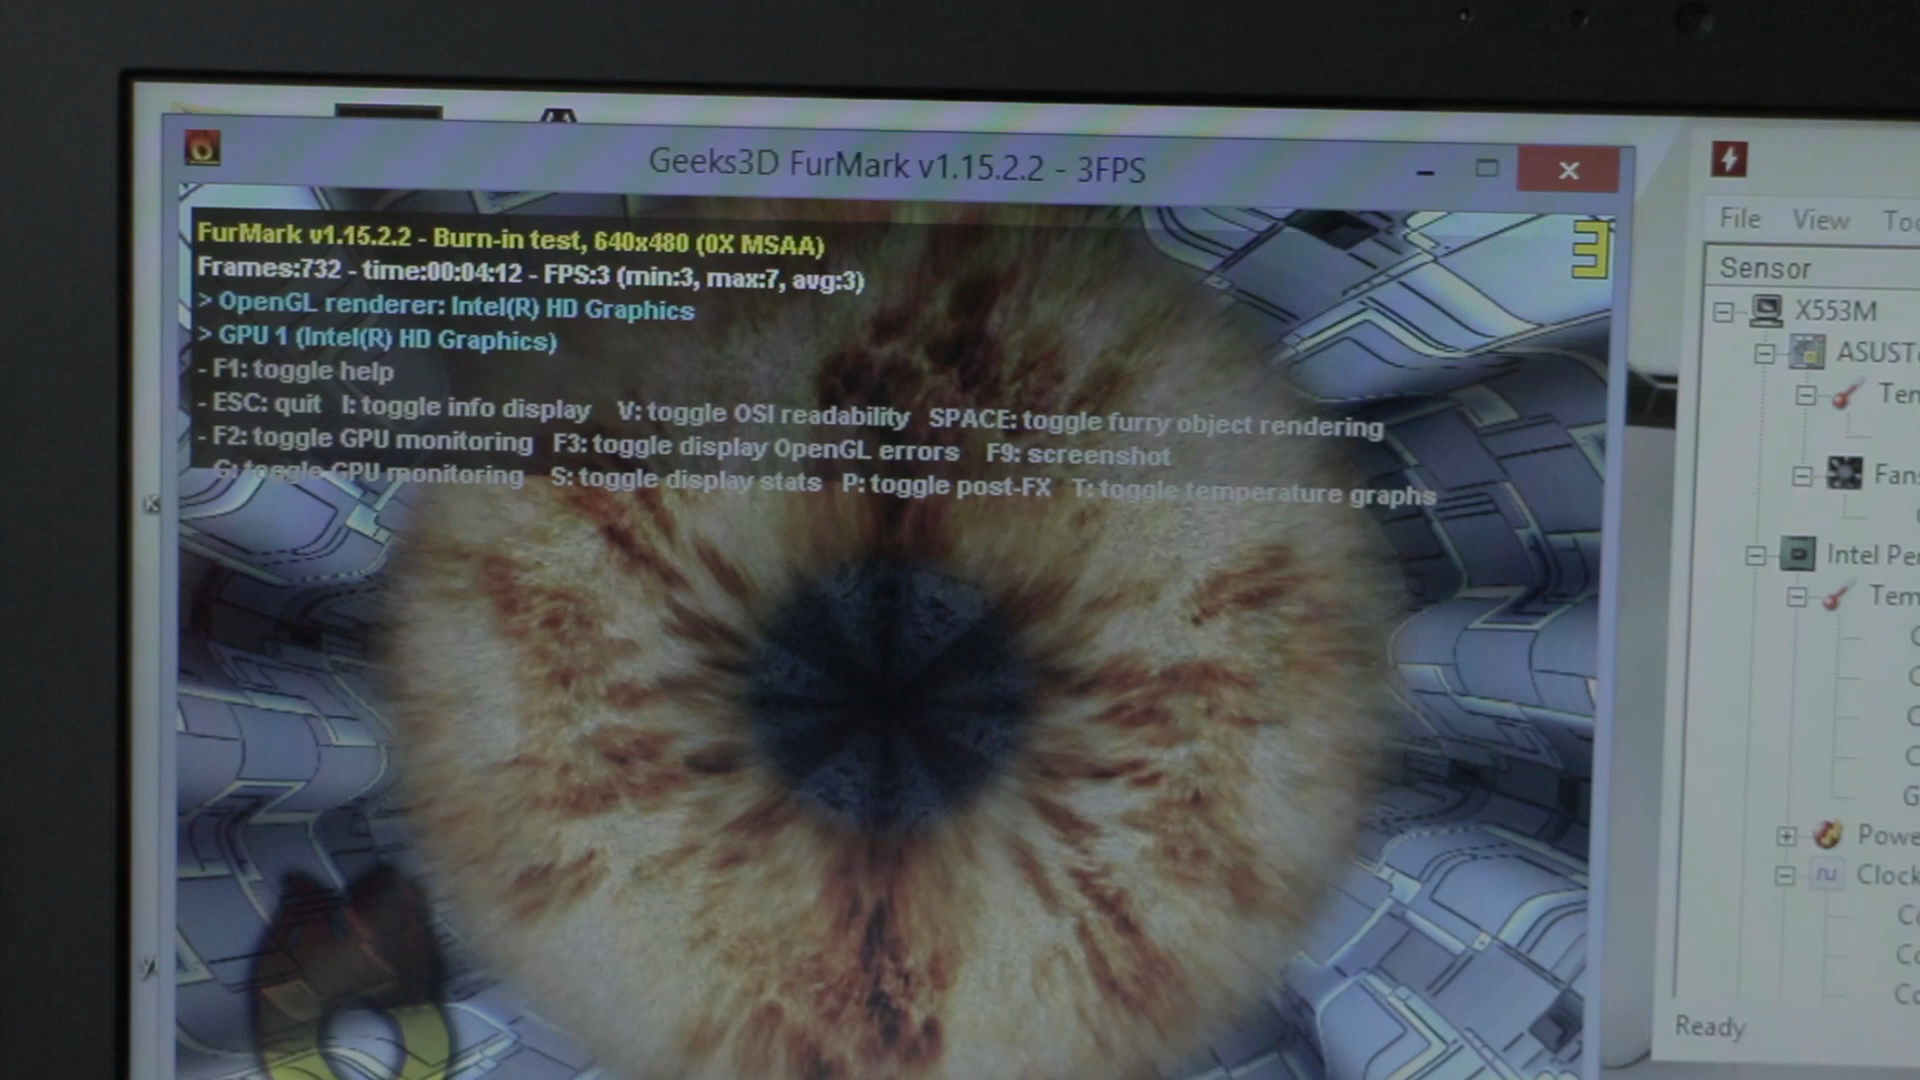 Geeks3D FurMark v1.15.2.2 - 3FPS
FurMark v1.15.2.2 - Burn-in test, 640x480 (0X MSAA)
Frames:732 - time:00:04:12 - FPS:3 (min:3, max:7, avg:3)
> OpenGL renderer: Intel(R) HD Graphics
> GPU 1 (Intel(R) HD Graphics)
- F1: toggle help
- ESC: quit I: toggle info display V: toggle OSI readability SPACE: toggle furry object rendering
- F2: toggle GPU monitoring F3: toggle display OpenGL errors F9: screenshot
G: toggle GPU monitoring S: toggle display stats P: toggle post-FX T: toggle temperature graphs
3
File View
Sensor
X553M
Intel
Ready